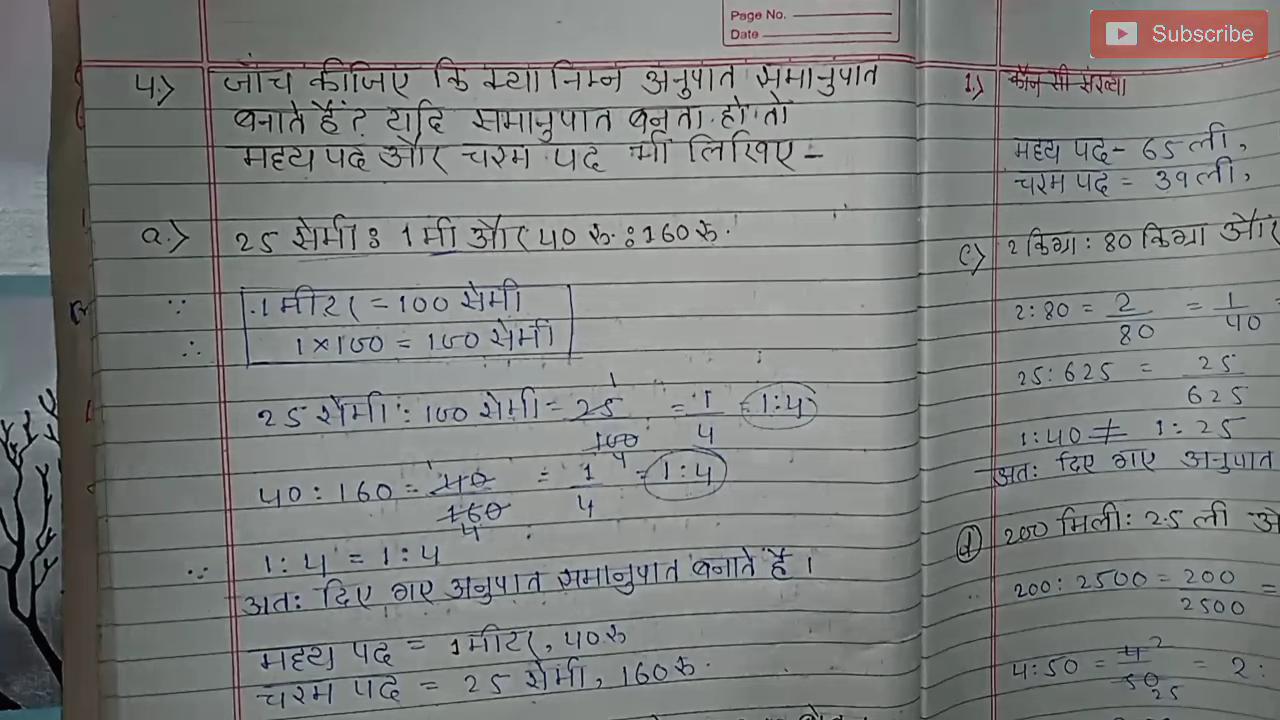 Page No.
Date
Subscribe
4.) जाँच कीजिए कि क्या निम्न अनुपात समानुपात
बनाते हैं? यदि समानुपात बनता हो तो
मध्य पद और चरम पद भी लिखिए -
a.) 25 सेमी : 1 मी और 40 रु. : 160 रु.
∵ 1 मीटर = 100 सेमी
∴ 1 × 100 = 100 सेमी
25 सेमी : 100 सेमी = 25/100 = 1/4 = 1:4
40 : 160 = 40/160 = 1/4 = 1:4
∵ 1 : 4 = 1 : 4
अतः दिए गए अनुपात समानुपात बनाते हैं।
मध्य पद = 1 मीटर, 40 रु
चरम पद = 25 सेमी, 160 रु.
1.) कौन सी संख्या
मध्य पद - 65 ली,
चरम पद = 39 ली,
c.) 2 किग्रा : 80 किग्रा और
2 : 80 = 2/80 = 1/40
25 : 625 = 25/625
1 : 40 ≠ 1 : 25
अतः दिए गए अनुपात
d 200 मिली : 2.5 ली
200 : 2500 = 200/2500 =
4 : 50 = 4/50 = 2 :